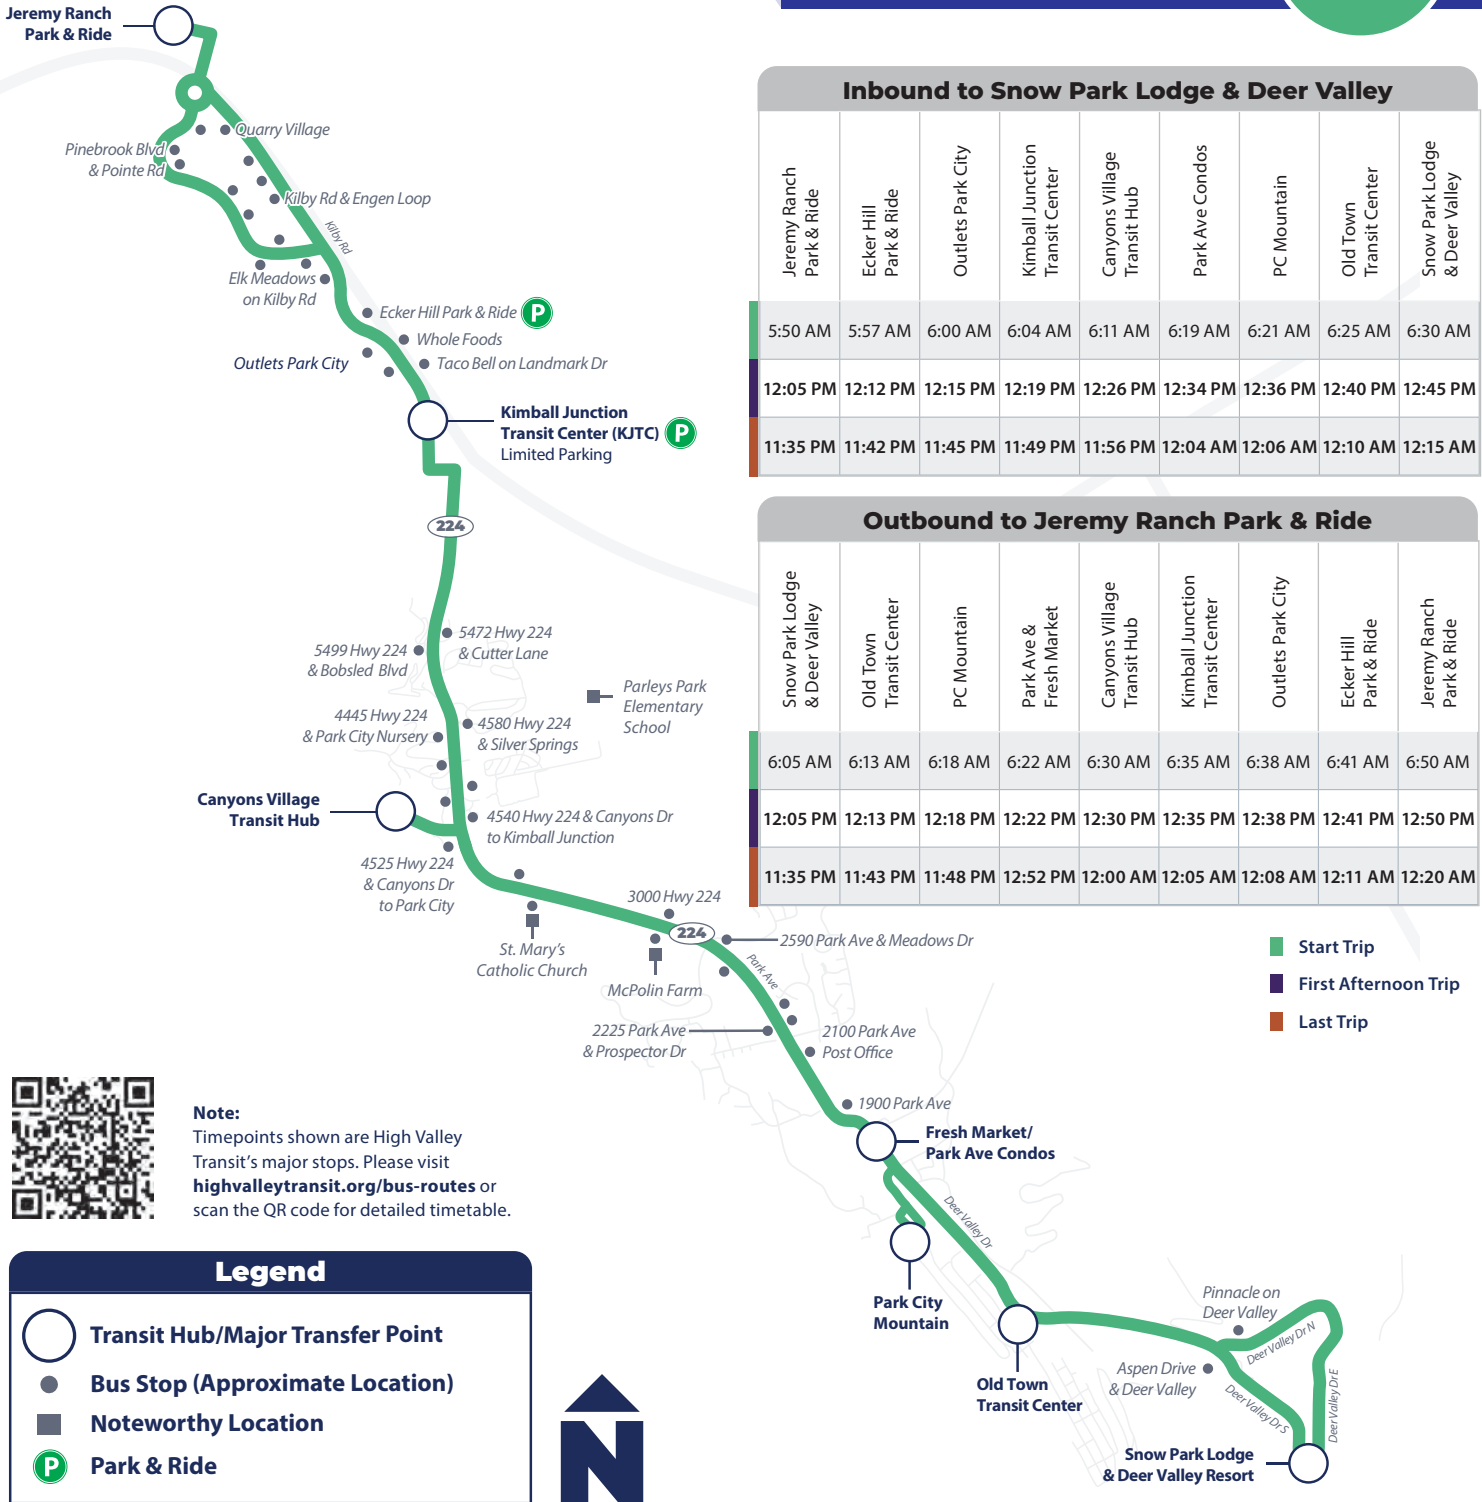 Jeremy Ranch
Park & Ride
Quarry Village
Pinebrook Blvd
& Pointe Rd
Kilby Rd & Engen Loop
Kilby Rd
Elk Meadows
on Kilby Rd
Ecker Hill Park & Ride P
Whole Foods
Outlets Park City
Taco Bell on Landmark Dr
Kimball Junction
Transit Center (KJTC) P
Limited Parking
224
5472 Hwy 224
& Cutter Lane
5499 Hwy 224
& Bobsled Blvd
Parleys Park
Elementary
School
4445 Hwy 224
& Park City Nursery
4580 Hwy 224
& Silver Springs
Canyons Village
Transit Hub
4540 Hwy 224 & Canyons Dr
to Kimball Junction
4525 Hwy 224
& Canyons Dr
to Park City
3000 Hwy 224
224
St. Mary's
Catholic Church
McPolin Farm
2590 Park Ave & Meadows Dr
Park Ave
2225 Park Ave
& Prospector Dr
2100 Park Ave
Post Office
1900 Park Ave
Fresh Market/
Park Ave Condos
Deer Valley Dr
Park City
Mountain
Old Town
Transit Center
Pinnacle on
Deer Valley
Deer Valley Dr N
Aspen Drive
& Deer Valley
Deer Valley Dr S
Deer Valley Dr E
Snow Park Lodge
& Deer Valley Resort
Inbound to Snow Park Lodge & Deer Valley
Jeremy Ranch
Park & Ride
Ecker Hill
Park & Ride
Outlets Park City
Kimball Junction
Transit Center
Canyons Village
Transit Hub
Park Ave Condos
PC Mountain
Old Town
Transit Center
Snow Park Lodge
& Deer Valley
5:50 AM 5:57 AM 6:00 AM 6:04 AM 6:11 AM 6:19 AM 6:21 AM 6:25 AM 6:30 AM
12:05 PM 12:12 PM 12:15 PM 12:19 PM 12:26 PM 12:34 PM 12:36 PM 12:40 PM 12:45 PM
11:35 PM 11:42 PM 11:45 PM 11:49 PM 11:56 PM 12:04 AM 12:06 AM 12:10 AM 12:15 AM
Outbound to Jeremy Ranch Park & Ride
Snow Park Lodge
& Deer Valley
Old Town
Transit Center
PC Mountain
Park Ave &
Fresh Market
Canyons Village
Transit Hub
Kimball Junction
Transit Center
Outlets Park City
Ecker Hill
Park & Ride
Jeremy Ranch
Park & Ride
6:05 AM 6:13 AM 6:18 AM 6:22 AM 6:30 AM 6:35 AM 6:38 AM 6:41 AM 6:50 AM
12:05 PM 12:13 PM 12:18 PM 12:22 PM 12:30 PM 12:35 PM 12:38 PM 12:41 PM 12:50 PM
11:35 PM 11:43 PM 11:48 PM 12:52 PM 12:00 AM 12:05 AM 12:08 AM 12:11 AM 12:20 AM
Start Trip
First Afternoon Trip
Last Trip
Note:
Timepoints shown are High Valley
Transit's major stops. Please visit
highvalleytransit.org/bus-routes or
scan the QR code for detailed timetable.
Legend
Transit Hub/Major Transfer Point
Bus Stop (Approximate Location)
Noteworthy Location
P Park & Ride
N